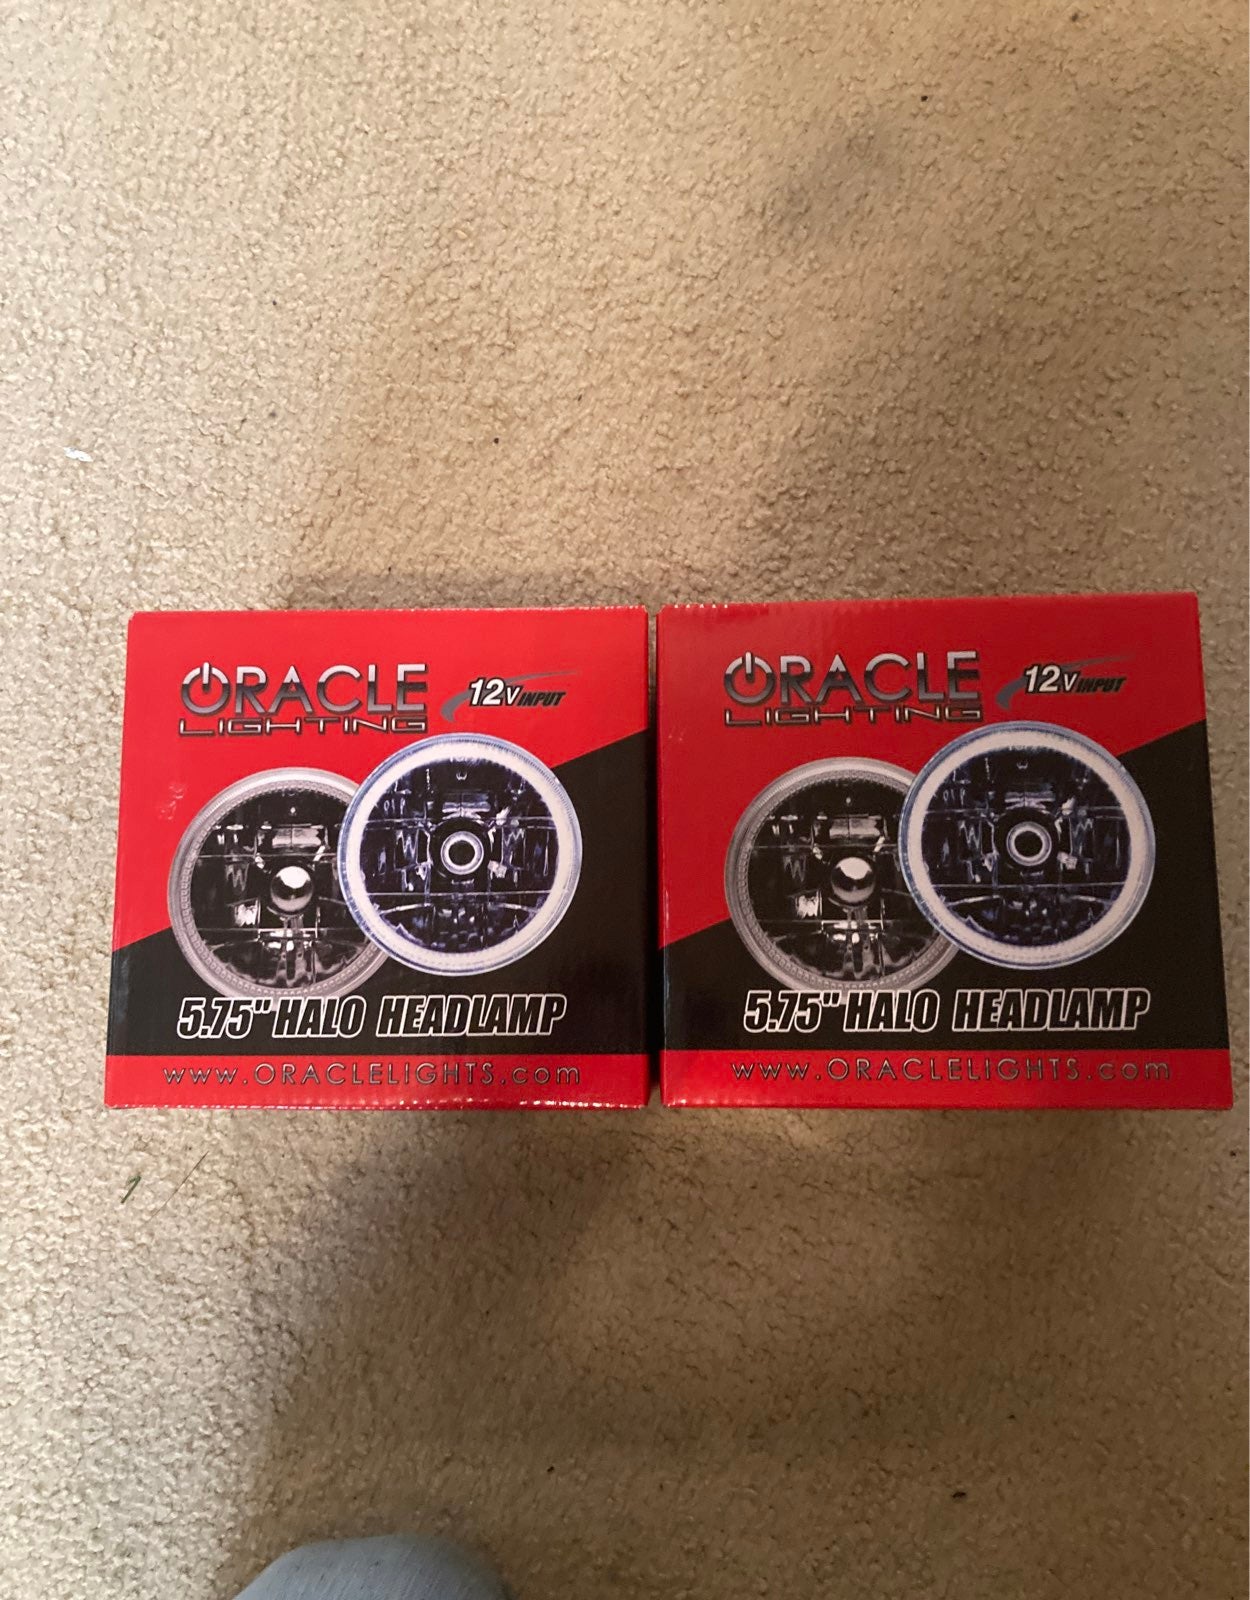 ORACLE
LIGHTING
12V INPUT
5.75" HALO HEADLAMP
www.ORACLELIGHTS.com
ORACLE
LIGHTING
12V INPUT
5.75" HALO HEADLAMP
www.ORACLELIGHTS.com